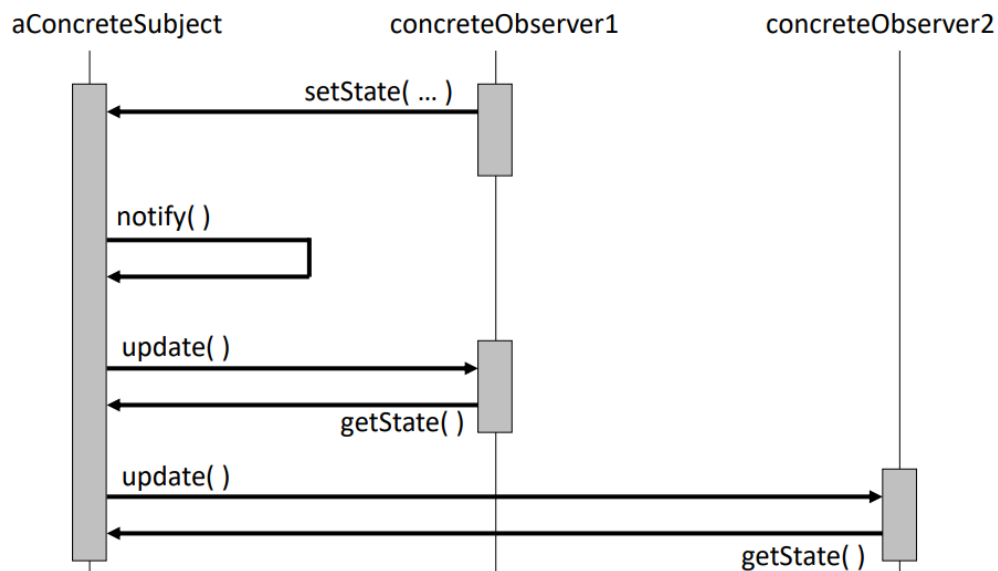 aConcreteSubject concreteObserver1 concreteObserver2
setState( ... )
notify( )
update( )
getState( )
update( )
getState( )